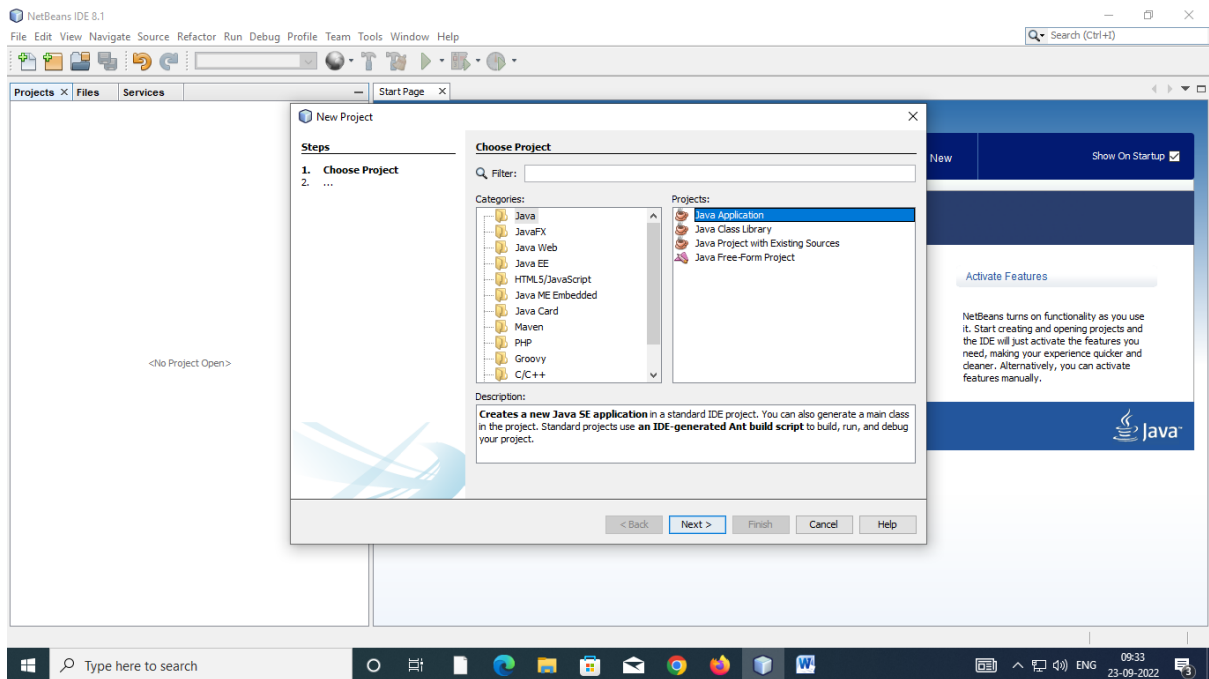 NetBeans IDE 8.1
File Edit View Navigate Source Refactor Run Debug Profile Team Tools Window Help
Search (Ctrl+I)
Projects Files Services
Start Page
New Project
Steps
1. Choose Project
2. ...
Choose Project
Filter:
Categories:
Java
JavaFX
Java Web
Java EE
HTML5/JavaScript
Java ME Embedded
Java Card
Maven
PHP
Groovy
C/C++
Projects:
Java Application
Java Class Library
Java Project with Existing Sources
Java Free-Form Project
Description:
Creates a new Java SE application in a standard IDE project. You can also generate a main class
in the project. Standard projects use an IDE-generated Ant build script to build, run, and debug
your project.
< Back Next > Finish Cancel Help
<No Project Open>
New
Show On Startup
Activate Features
NetBeans turns on functionality as you use
it. Start creating and opening projects and
the IDE will just activate the features you
need, making your experience quicker and
cleaner. Alternatively, you can activate
features manually.
Java
Type here to search
W
ENG
09:33
23-09-2022
3